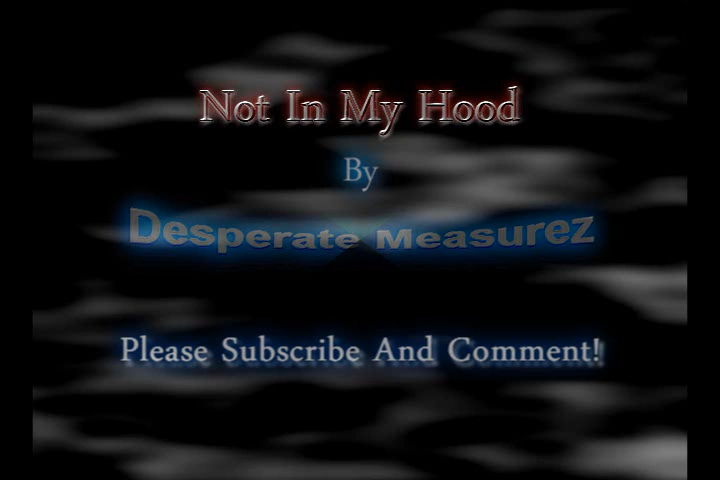 Not In My Hood
By
Desperate Measurez
Please Subscribe And Comment!